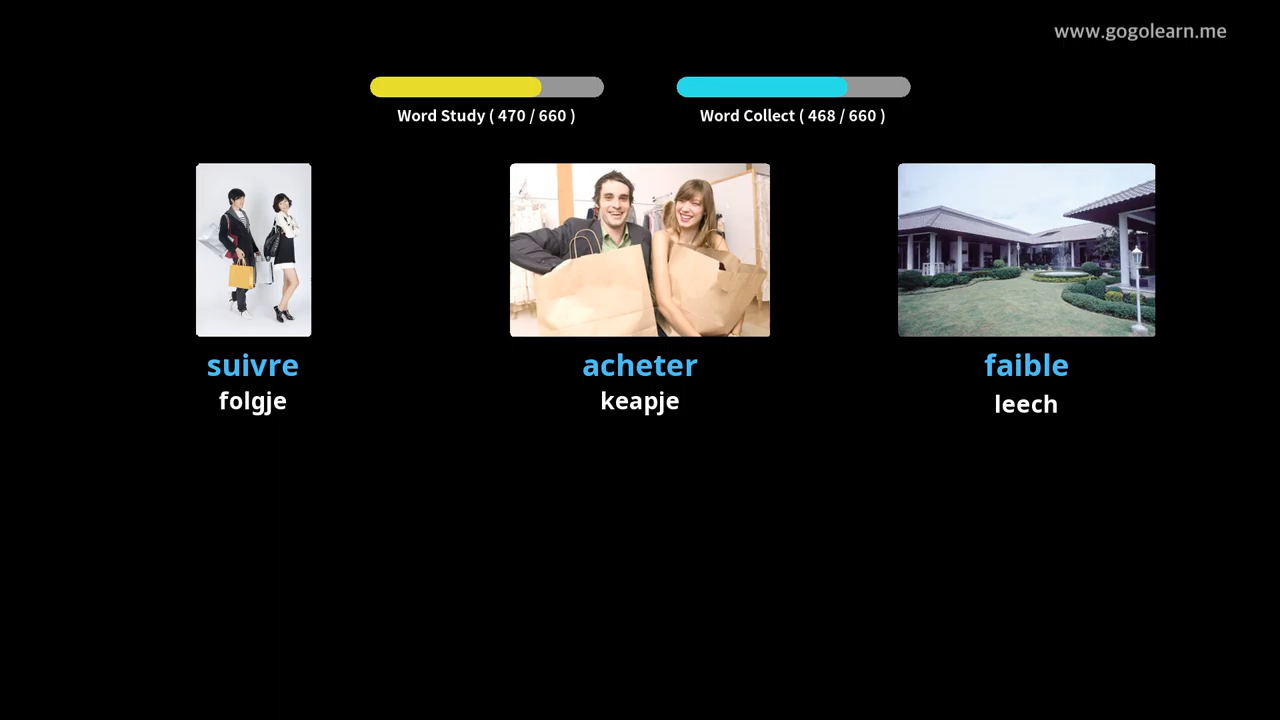 www.gogolearn.me
Word Study ( 470 / 660 )
Word Collect ( 468 / 660 )
suivre
folgje
acheter
keapje
faible
leech